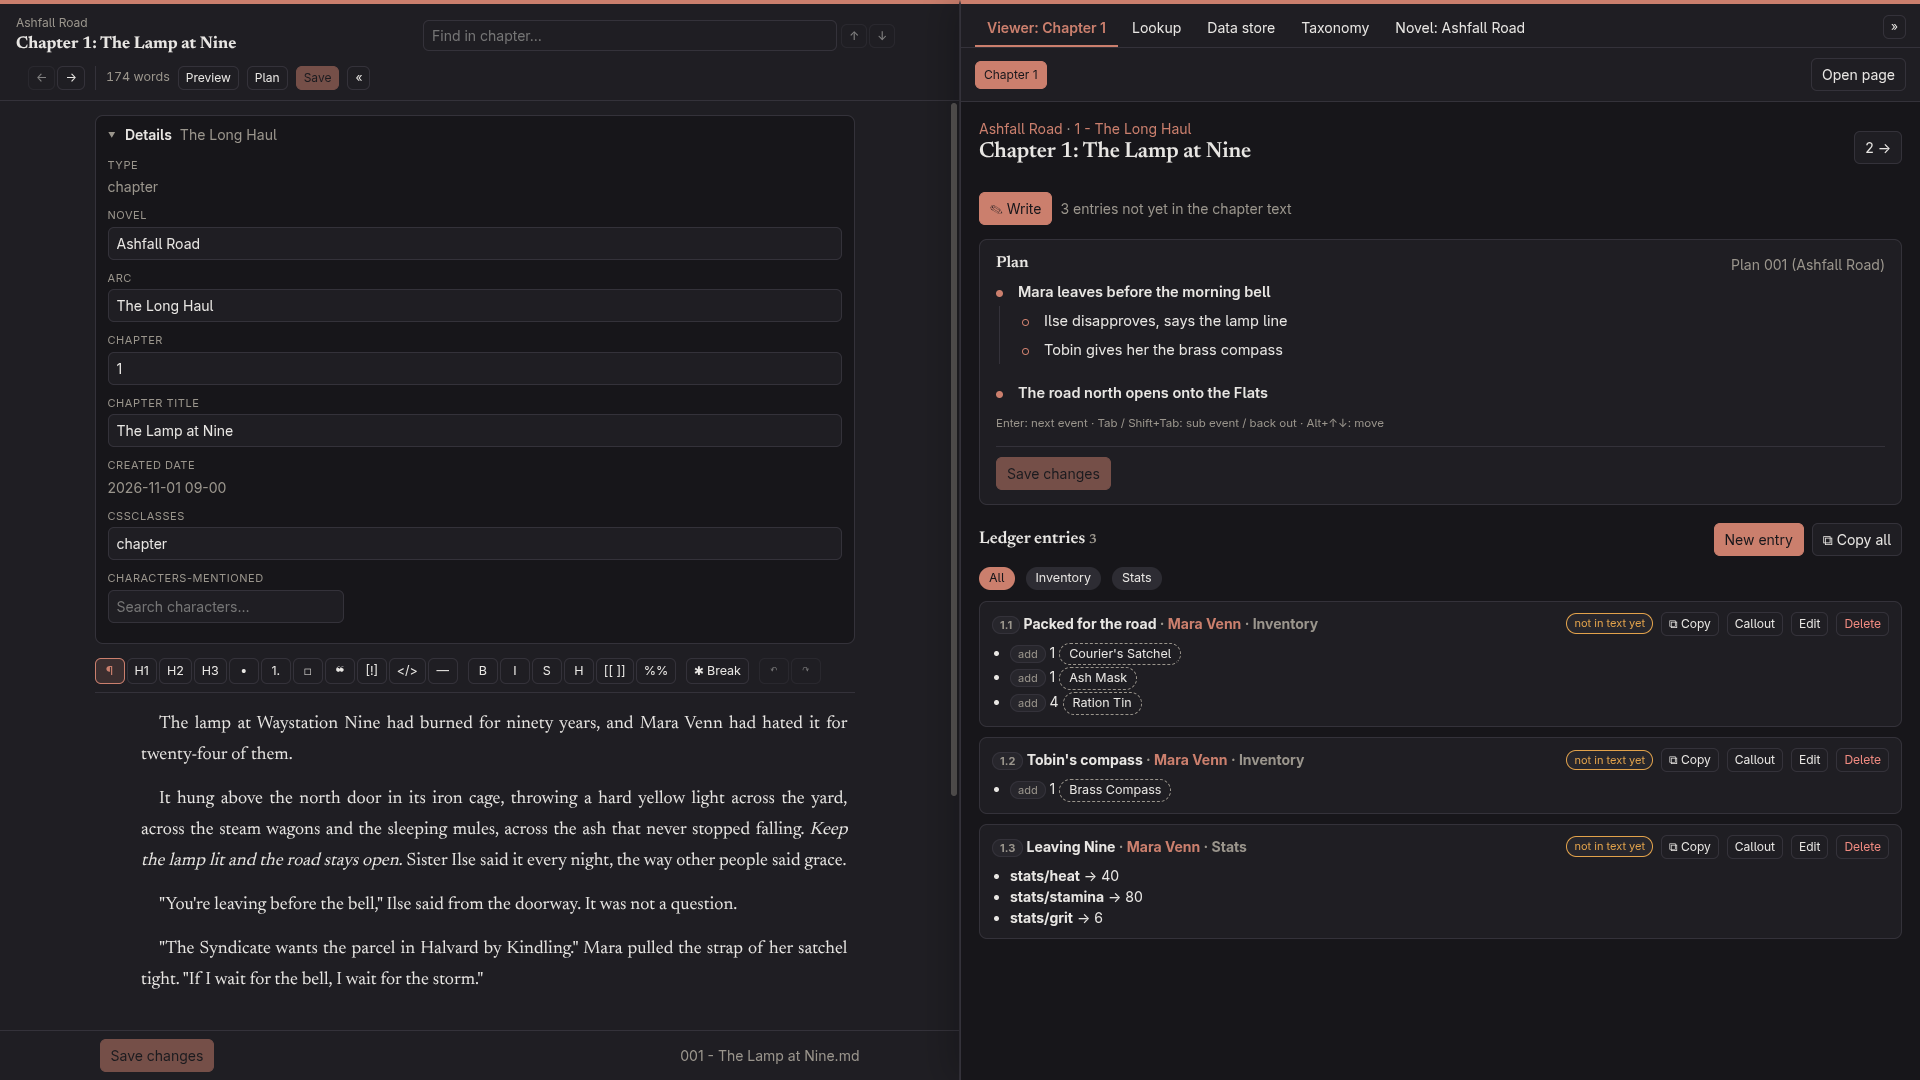 Ashfall Road
Chapter 1: The Lamp at Nine
Find in chapter...
↑ ↓
← → 174 words Preview Plan Save «
▼ Details The Long Haul
TYPE
chapter
NOVEL
Ashfall Road
ARC
The Long Haul
CHAPTER
1
CHAPTER TITLE
The Lamp at Nine
CREATED DATE
2026-11-01 09-00
CSSCLASSES
chapter
CHARACTERS-MENTIONED
Search characters...
¶ H1 H2 H3 • 1. □ ❝ [!] </> — B I S H [[ ]] %% ✱ Break ↶ ↷
The lamp at Waystation Nine had burned for ninety years, and Mara Venn had hated it for
twenty-four of them.
It hung above the north door in its iron cage, throwing a hard yellow light across the yard,
across the steam wagons and the sleeping mules, across the ash that never stopped falling. Keep
the lamp lit and the road stays open. Sister Ilse said it every night, the way other people said grace.
"You're leaving before the bell," Ilse said from the doorway. It was not a question.
"The Syndicate wants the parcel in Halvard by Kindling." Mara pulled the strap of her satchel
tight. "If I wait for the bell, I wait for the storm."
Save changes
001 - The Lamp at Nine.md
Viewer: Chapter 1 Lookup Data store Taxonomy Novel: Ashfall Road »
Chapter 1
Open page
Ashfall Road · 1 - The Long Haul
Chapter 1: The Lamp at Nine
2 →
✎ Write 3 entries not yet in the chapter text
Plan
Plan 001 (Ashfall Road)
Mara leaves before the morning bell
Ilse disapproves, says the lamp line
Tobin gives her the brass compass
The road north opens onto the Flats
Enter: next event · Tab / Shift+Tab: sub event / back out · Alt+↑↓: move
Save changes
Ledger entries 3
New entry ⧉ Copy all
All Inventory Stats
1.1 Packed for the road · Mara Venn · Inventory not in text yet ⧉ Copy Callout Edit Delete
• add 1 Courier's Satchel
• add 1 Ash Mask
• add 4 Ration Tin
1.2 Tobin's compass · Mara Venn · Inventory not in text yet ⧉ Copy Callout Edit Delete
• add 1 Brass Compass
1.3 Leaving Nine · Mara Venn · Stats not in text yet ⧉ Copy Callout Edit Delete
• stats/heat → 40
• stats/stamina → 80
• stats/grit → 6